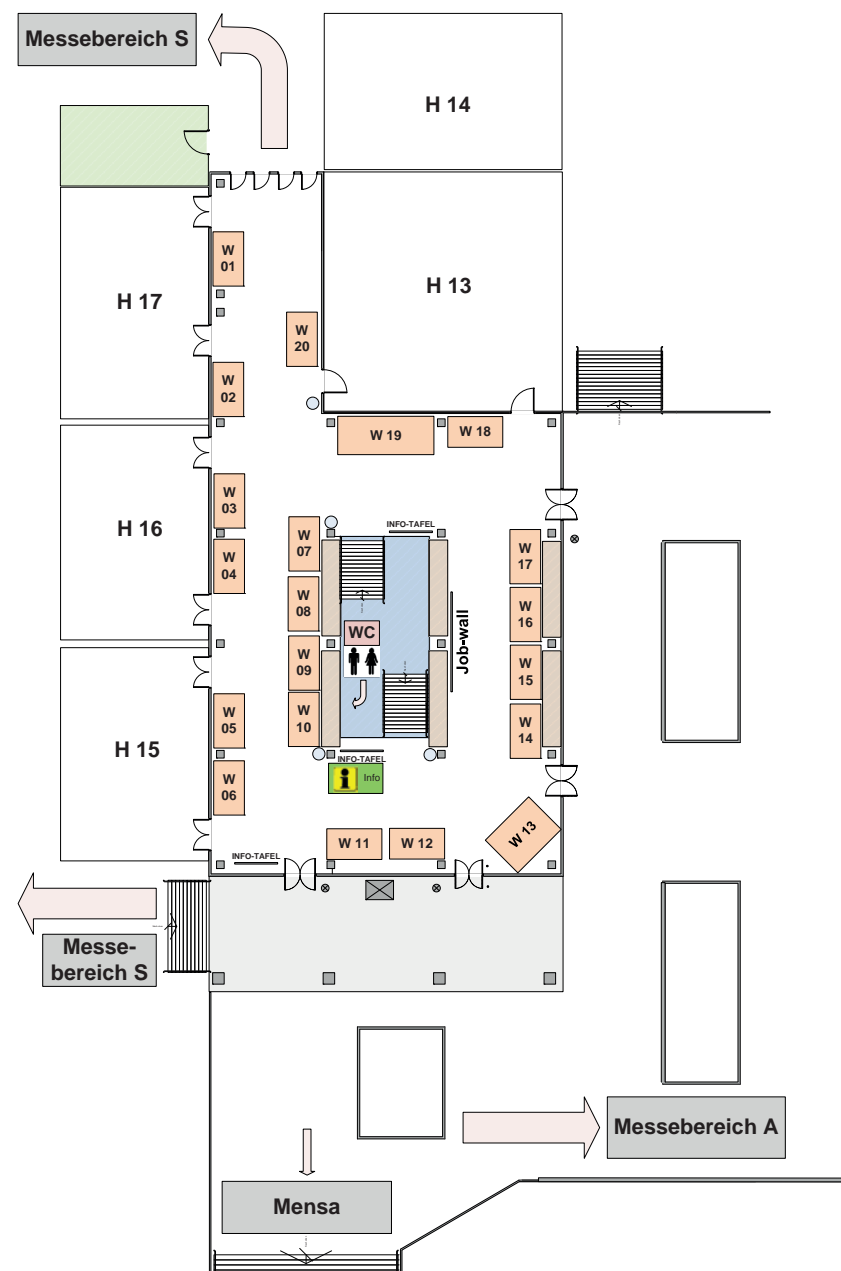 Messebereich S
H 14
H 17
W
01
H 13
W
20
W
02
W 19
W 18
H 16
W
03
INFO-TAFEL
W
07
W
17
W
04
W
08
W
16
WC
Job-wall
W
09
W
15
H 15
W
05
W
10
W
14
INFO-TAFEL
i Info
W
06
W 11
W 12
W 13
INFO-TAFEL
Messe-
bereich S
Messebereich A
Mensa